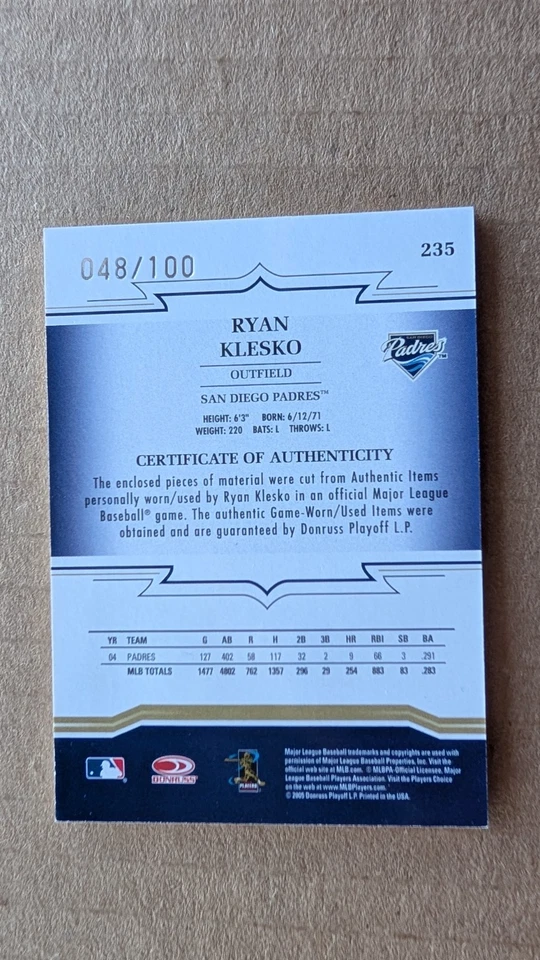 048/100
235
RYAN
KLESKO
OUTFIELD
SAN DIEGO PADRES™
Padres™
HEIGHT: 6'3" BORN: 6/12/71
WEIGHT: 220 BATS: L THROWS: L
CERTIFICATE OF AUTHENTICITY
The enclosed pieces of material were cut from Authentic Items
personally worn/used by Ryan Klesko in an official Major League
Baseball® game. The authentic Game-Worn/Used Items were
obtained and are guaranteed by Donruss Playoff L.P.
YR TEAM G AB R H 2B 3B HR RBI SB BA
04 PADRES 127 402 58 117 32 2 9 66 3 .291
MLB TOTALS 1477 4802 762 1357 296 29 254 883 83 .283
DONRUSS
PLAYERS
Major League Baseball trademarks and copyrights are used with
permission of Major League Baseball Properties, Inc. Visit the
official web site at MLB.com. © MLBPA-Official Licensee, Major
League Baseball Players Association. Visit the Players Choice
on the web at www.MLBPlayers.com.
© 2005 Donruss Playoff L.P. Printed in the USA.